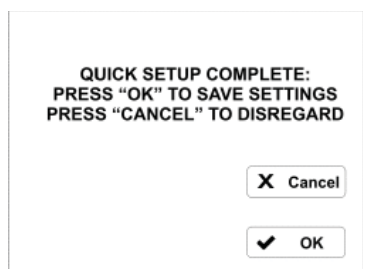 QUICK SETUP COMPLETE:
PRESS “OK” TO SAVE SETTINGS
PRESS “CANCEL” TO DISREGARD
X Cancel
✔ OK